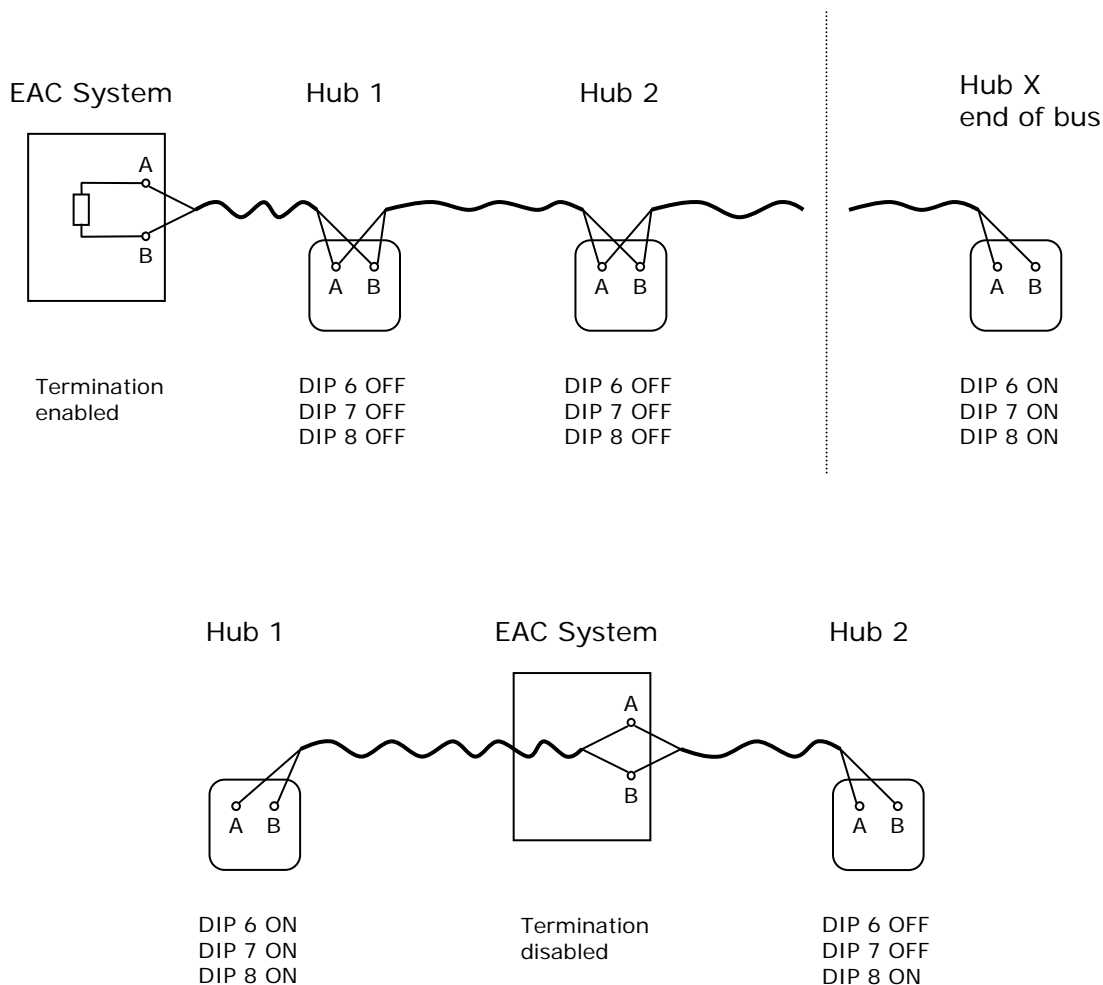 EAC System
Hub 1
Hub 2
Hub X
end of bus
A
B
A B
A B
A B
Termination
enabled
DIP 6 OFF
DIP 7 OFF
DIP 8 OFF
DIP 6 OFF
DIP 7 OFF
DIP 8 OFF
DIP 6 ON
DIP 7 ON
DIP 8 ON
Hub 1
EAC System
Hub 2
A
B
A B
A B
DIP 6 ON
DIP 7 ON
DIP 8 ON
Termination
disabled
DIP 6 OFF
DIP 7 OFF
DIP 8 ON